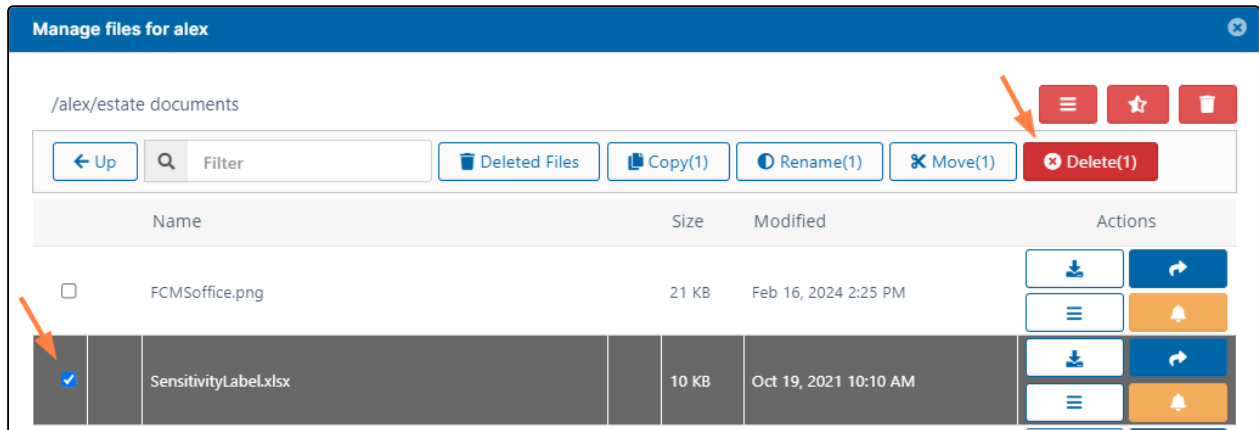 Manage files for alex
/alex/estate documents
Up Filter Deleted Files Copy(1) Rename(1) Move(1) Delete(1)
Name Size Modified Actions
FCMSoffice.png 21 KB Feb 16, 2024 2:25 PM
SensitivityLabel.xlsx 10 KB Oct 19, 2021 10:10 AM